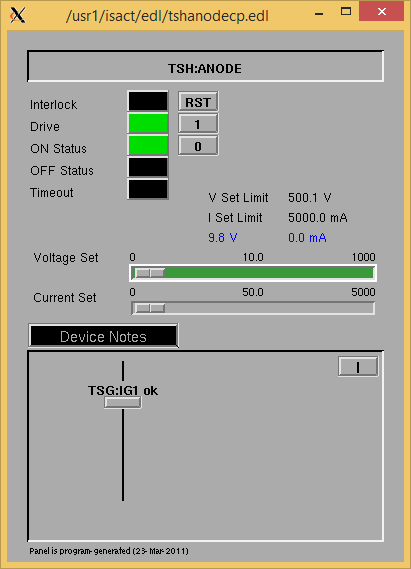 /usr1/isact/edl/tshanodecp.edl
TSH:ANODE
Interlock RST
Drive 1
ON Status 0
OFF Status
Timeout
V Set Limit 500.1 V
I Set Limit 5000.0 mA
9.8 V 0.0 mA
Voltage Set 0 10.0 1000
Current Set 0 50.0 5000
Device Notes
I
TSG:IG1 ok
Panel is program-generated (23-Mar-2011)